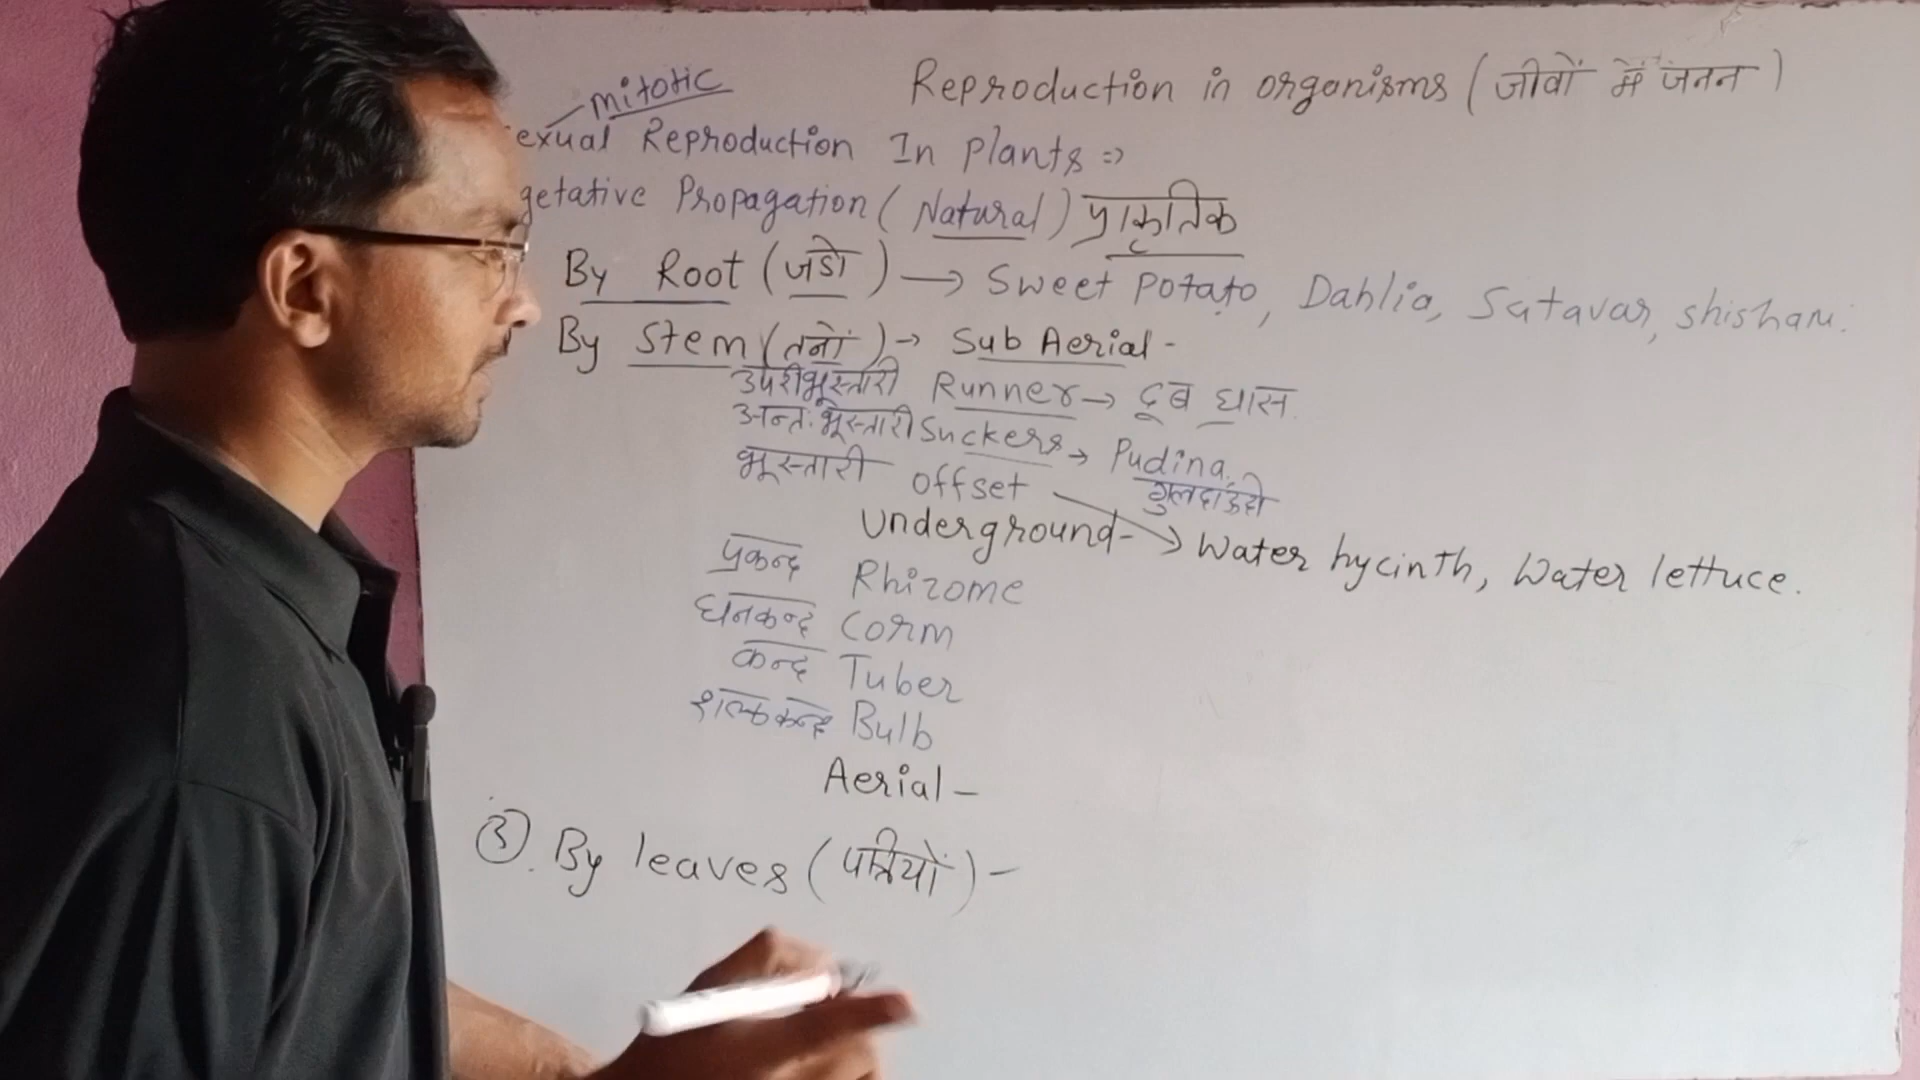 Reproduction in organisms (जीवों में जनन)
mitotic
exual Reproduction In Plants ⇒
getative Propagation (Natural) प्राकृतिक
By Root (जडो) → Sweet Potato, Dahlia, Satavar, shisham.
By Stem (तनों) → Sub Aerial -
उपरीभूस्तारी Runner → दूब घास.
अन्तः भूस्तारी Suckers → Pudina.
गुलदाऊदी
भूस्तारी offset → Water hycinth, Water lettuce.
Underground-
प्रकन्द Rhizome
घनकन्द Corm
कन्द Tuber
शल्ककन्द Bulb
Aerial -
③. By leaves (पत्तियों) -